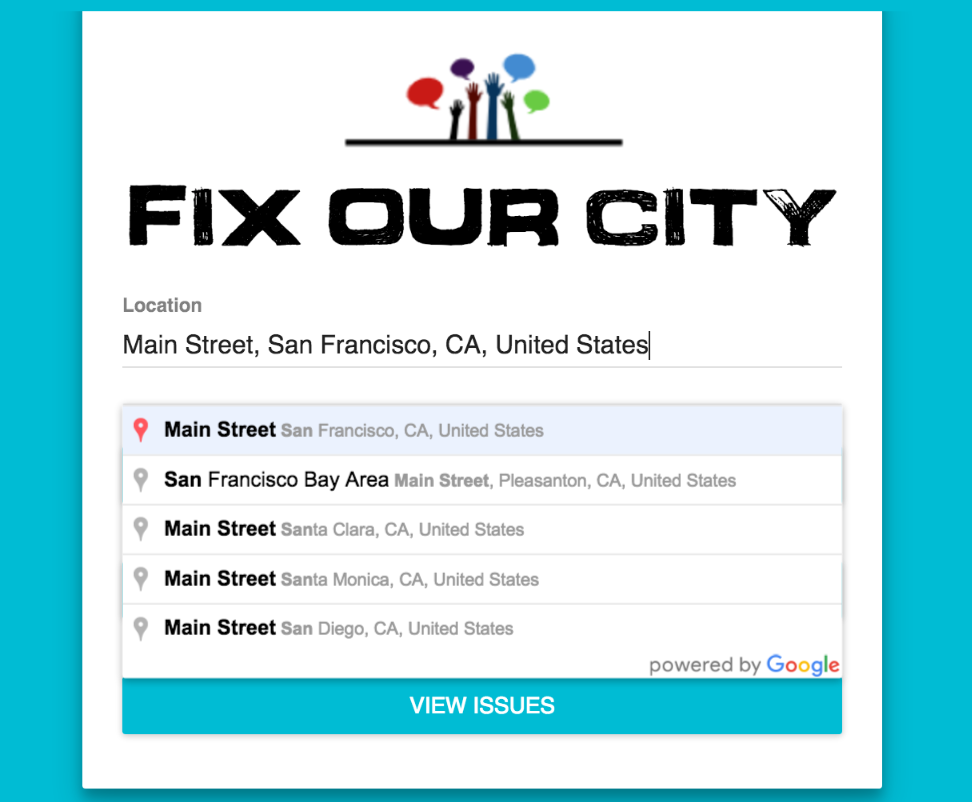 FIX OUR CITY
Location
Main Street, San Francisco, CA, United States
Main Street San Francisco, CA, United States
San Francisco Bay Area Main Street, Pleasanton, CA, United States
Main Street Santa Clara, CA, United States
Main Street Santa Monica, CA, United States
Main Street San Diego, CA, United States
powered by Google
VIEW ISSUES